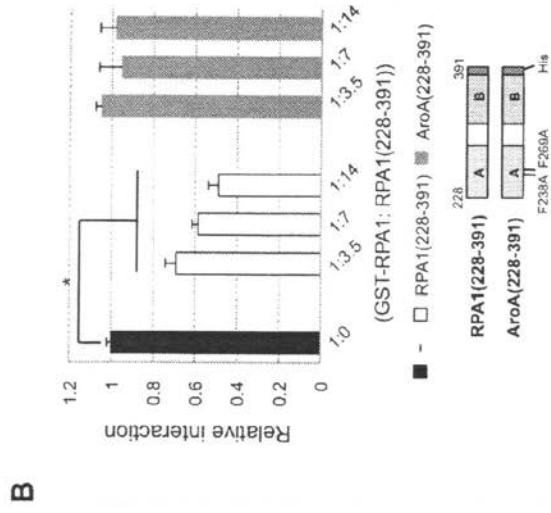 B
Relative interaction
1.2
1
0.8
0.6
0.4
0.2
0
*
1:0
1:3.5
1:7
1:14
1:3.5
1:7
1:14
(GST-RPA1: RPA1(228-391))
– RPA1(228-391) AroA(228-391)
228 391
RPA1(228-391) A B
AroA(228-391) A B
F238A F269A His